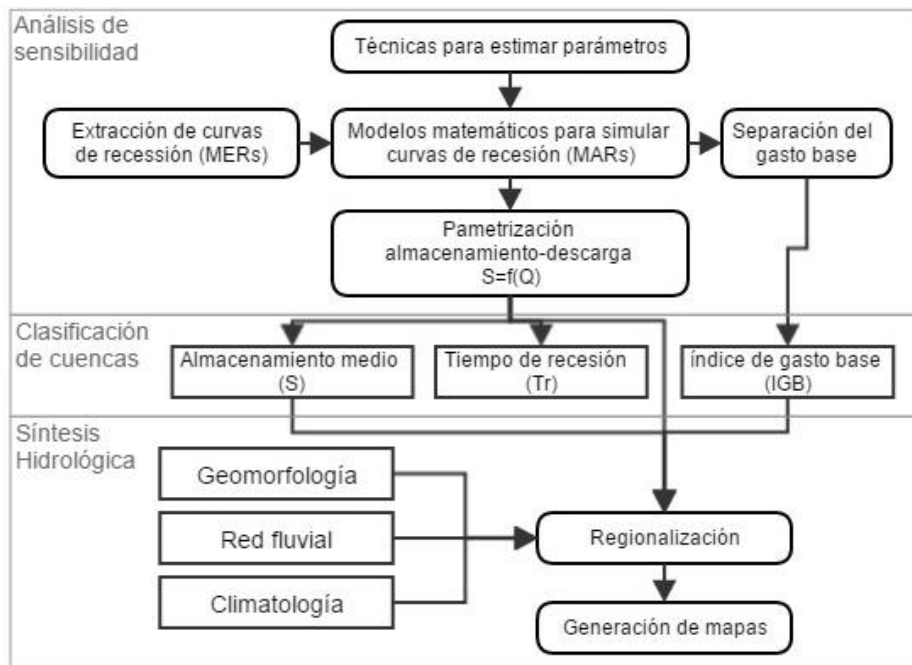 Análisis de
sensibilidad
Técnicas para estimar parámetros
Extracción de curvas
de recessión (MERs)
Modelos matemáticos para simular
curvas de recesión (MARs)
Separación del
gasto base
Pametrización
almacenamiento-descarga
S=f(Q)
Clasificación
de cuencas
Almacenamiento medio
(S)
Tiempo de recesión
(Tr)
índice de gasto base
(IGB)
Síntesis
Hidrológica
Geomorfología
Red fluvial
Climatología
Regionalización
Generación de mapas